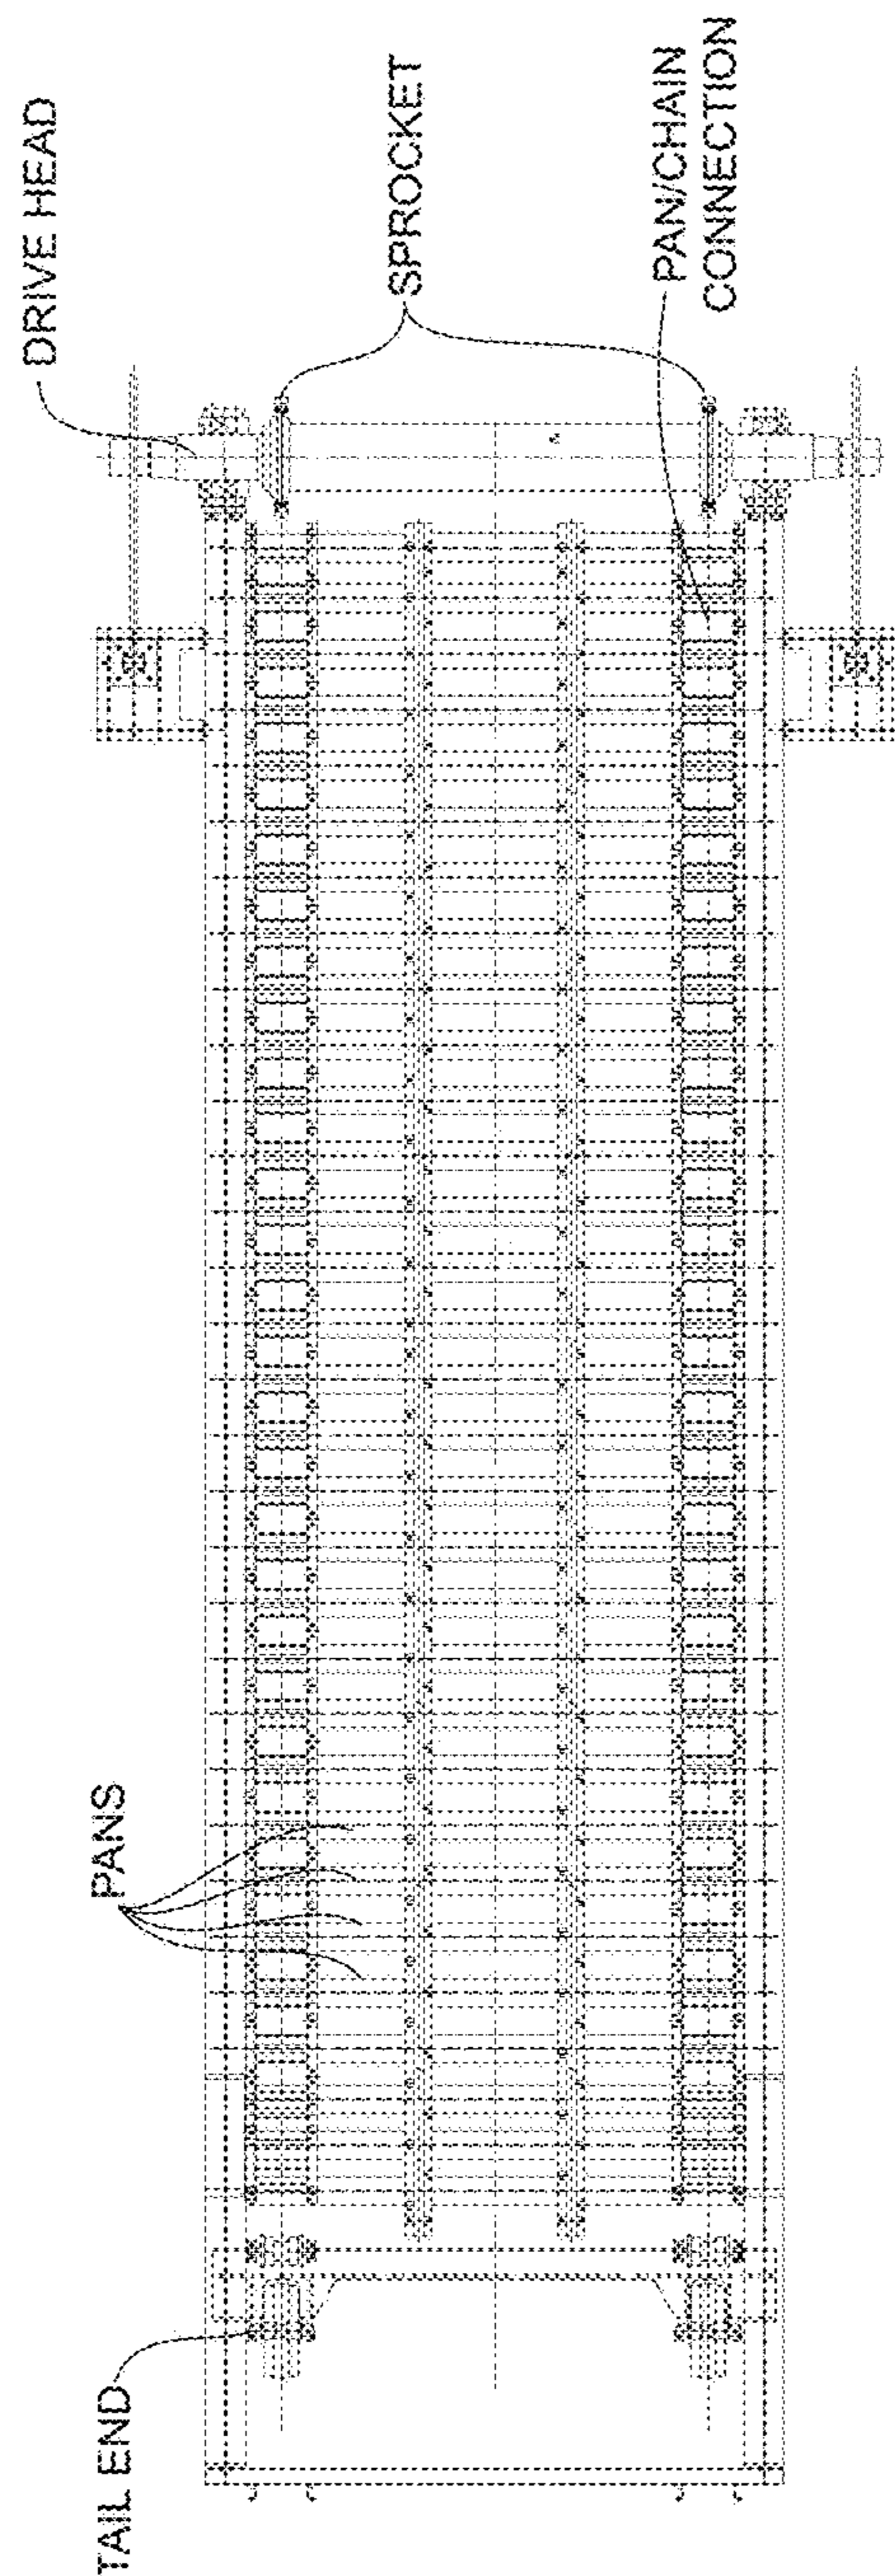 DRIVE HEAD
SPROCKET
PAN/CHAIN
CONNECTION
PANS
TAIL END